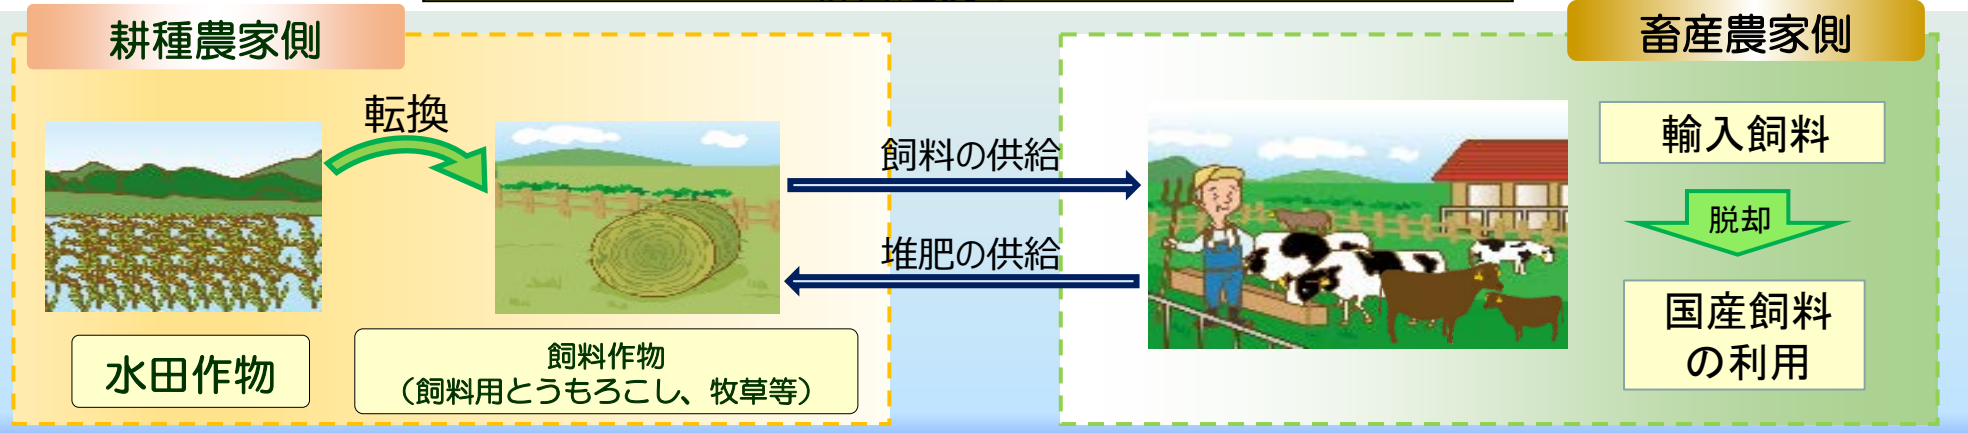 耕種農家側
畜産農家側
転換
飼料の供給
堆肥の供給
水田作物
飼料作物
（飼料用とうもろこし、牧草等）
輸入飼料
脱却
国産飼料
の利用